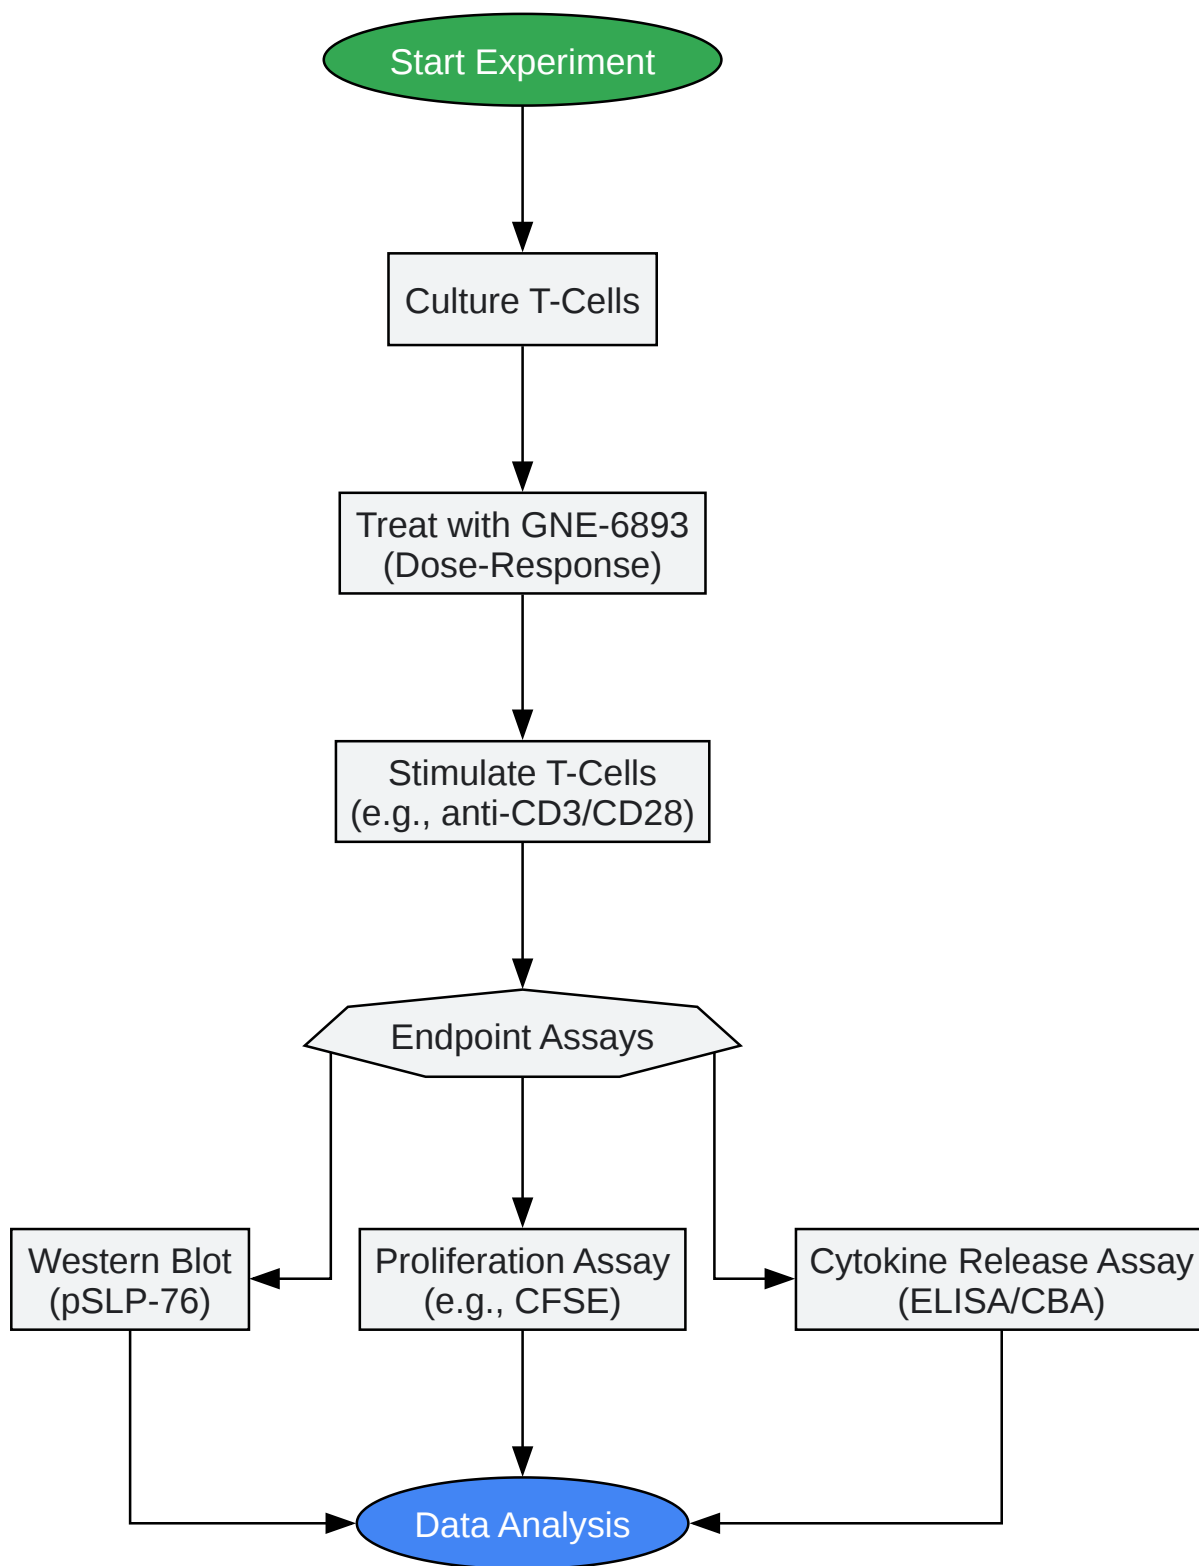 Start Experiment
Culture T-Cells
Treat with GNE-6893
(Dose-Response)
Stimulate T-Cells
(e.g., anti-CD3/CD28)
Endpoint Assays
Western Blot
(pSLP-76)
Proliferation Assay
(e.g., CFSE)
Cytokine Release Assay
(ELISA/CBA)
Data Analysis